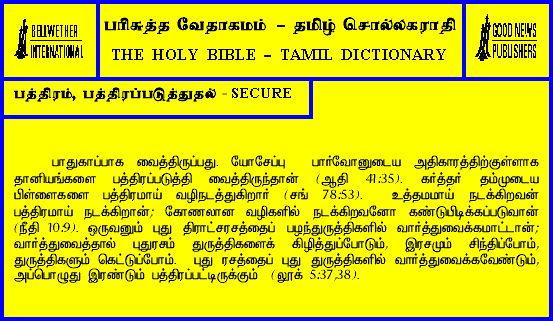 BELLWETHER
INTERNATIONAL
பரிசுத்த வேதாகமம் – தமிழ் சொல்லகராதி
THE HOLY BIBLE – TAMIL DICTIONARY
GOOD NEWS
PUBLISHERS
பத்திரம், பத்திரப்படுத்துதல் - SECURE
பாதுகாப்பாக வைத்திருப்பது. யோசேப்பு பார்வோனுடைய அதிகாரத்திற்குள்ளாக
தானியங்களை பத்திரப்படுத்தி வைத்திருந்தான் (ஆதி 41:35). கர்த்தர் தம்முடைய
பிள்ளைகளை பத்திரமாய் வழிநடத்துகிறார் (சங் 78:53). உத்தமமாய் நடக்கிறவன்
பத்திரமாய் நடக்கிறான்; கோணலான வழிகளில் நடக்கிறவனோ கண்டுபிடிக்கப்படுவான்
(நீதி 10:9). ஒருவனும் புது திராட்சரசத்தைப் பழந்துருத்திகளில் வார்த்துவைக்கமாட்டான்;
வார்த்துவைத்தால் புதுரசம் துருத்திகளைக் கிழித்துப்போடும், இரசமும் சிந்திப்போம்,
துருத்திகளும் கெட்டுப்போம். புது ரசத்தைப் புது துருத்திகளில் வார்த்துவைக்கவேண்டும்,
அப்பொழுது இரண்டும் பத்திரப்பட்டிருக்கும் (லூக் 5:37,38).